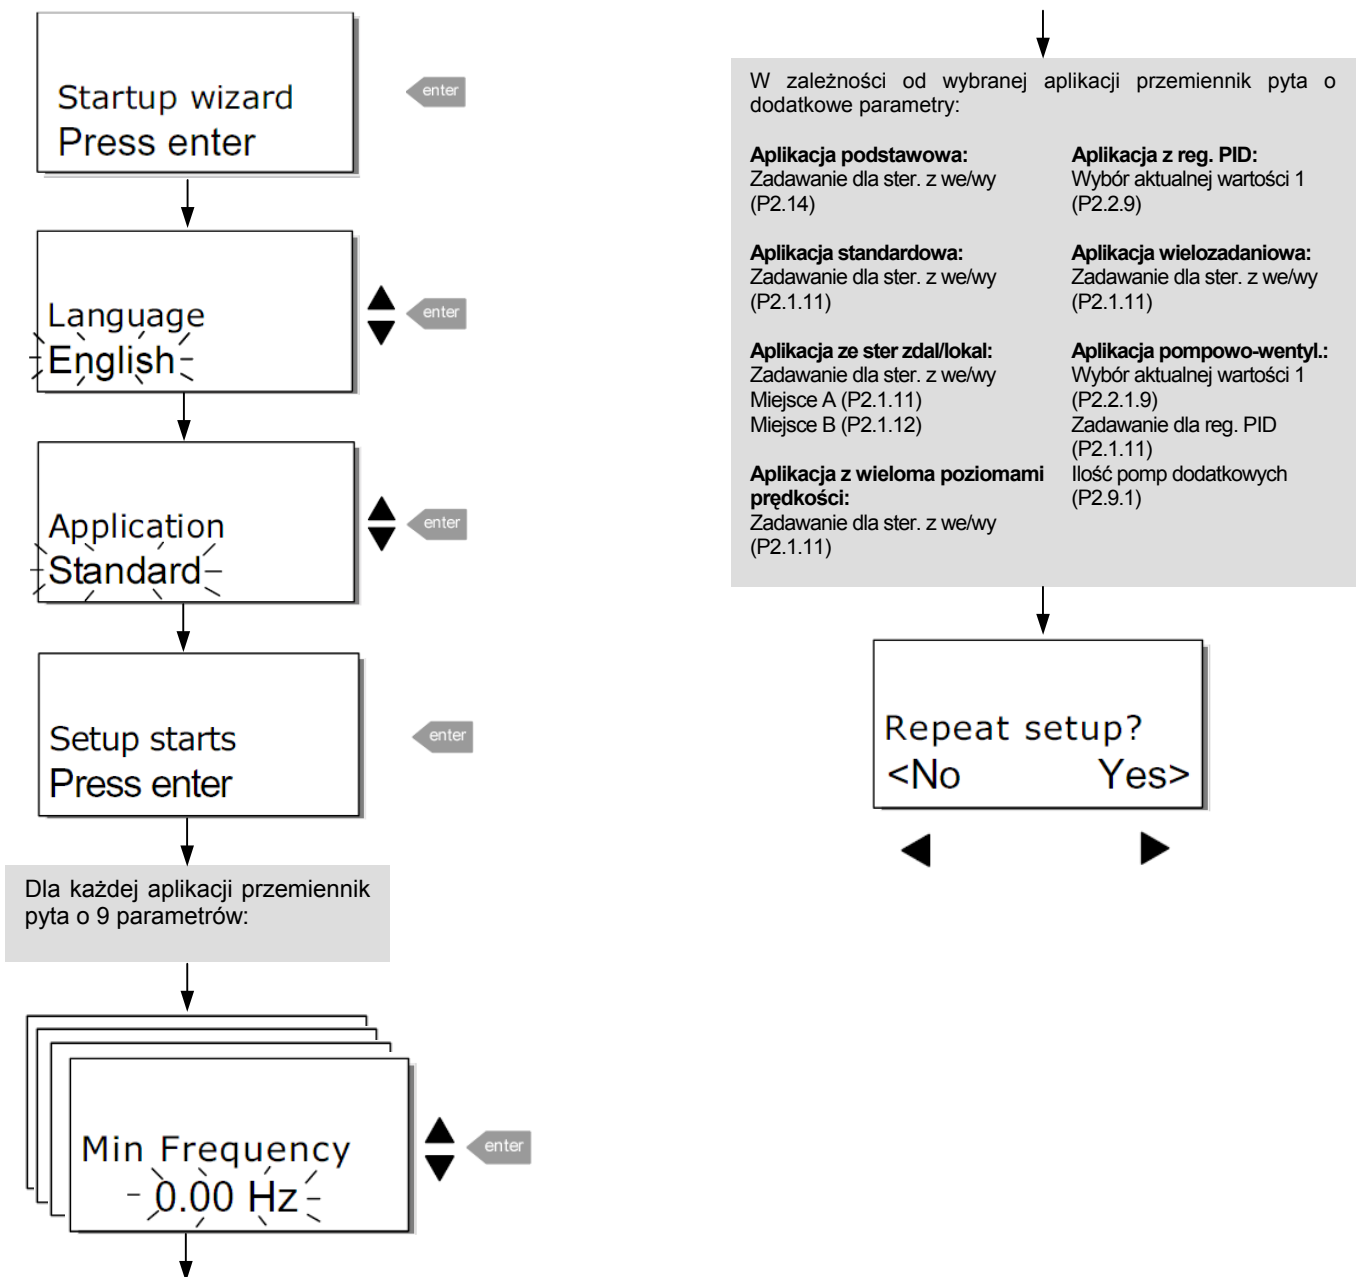 Startup wizard
Press enter
enter
Language
English
enter
Application
Standard
enter
Setup starts
Press enter
enter
Dla każdej aplikacji przemiennik
pyta o 9 parametrów:
Min Frequency
0.00 Hz
enter
W zależności od wybranej aplikacji przemiennik pyta o
dodatkowe parametry:
Aplikacja podstawowa:
Zadawanie dla ster. z we/wy
(P2.14)
Aplikacja standardowa:
Zadawanie dla ster. z we/wy
(P2.1.11)
Aplikacja ze ster zdal/lokal:
Zadawanie dla ster. z we/wy
Miejsce A (P2.1.11)
Miejsce B (P2.1.12)
Aplikacja z wieloma poziomami
prędkości:
Zadawanie dla ster. z we/wy
(P2.1.11)
Aplikacja z reg. PID:
Wybór aktualnej wartości 1
(P2.2.9)
Aplikacja wielozadaniowa:
Zadawanie dla ster. z we/wy
(P2.1.11)
Aplikacja pompowo-wentyl.:
Wybór aktualnej wartości 1
(P2.2.1.9)
Zadawanie dla reg. PID
(P2.1.11)
Ilość pomp dodatkowych
(P2.9.1)
Repeat setup?
<No Yes>